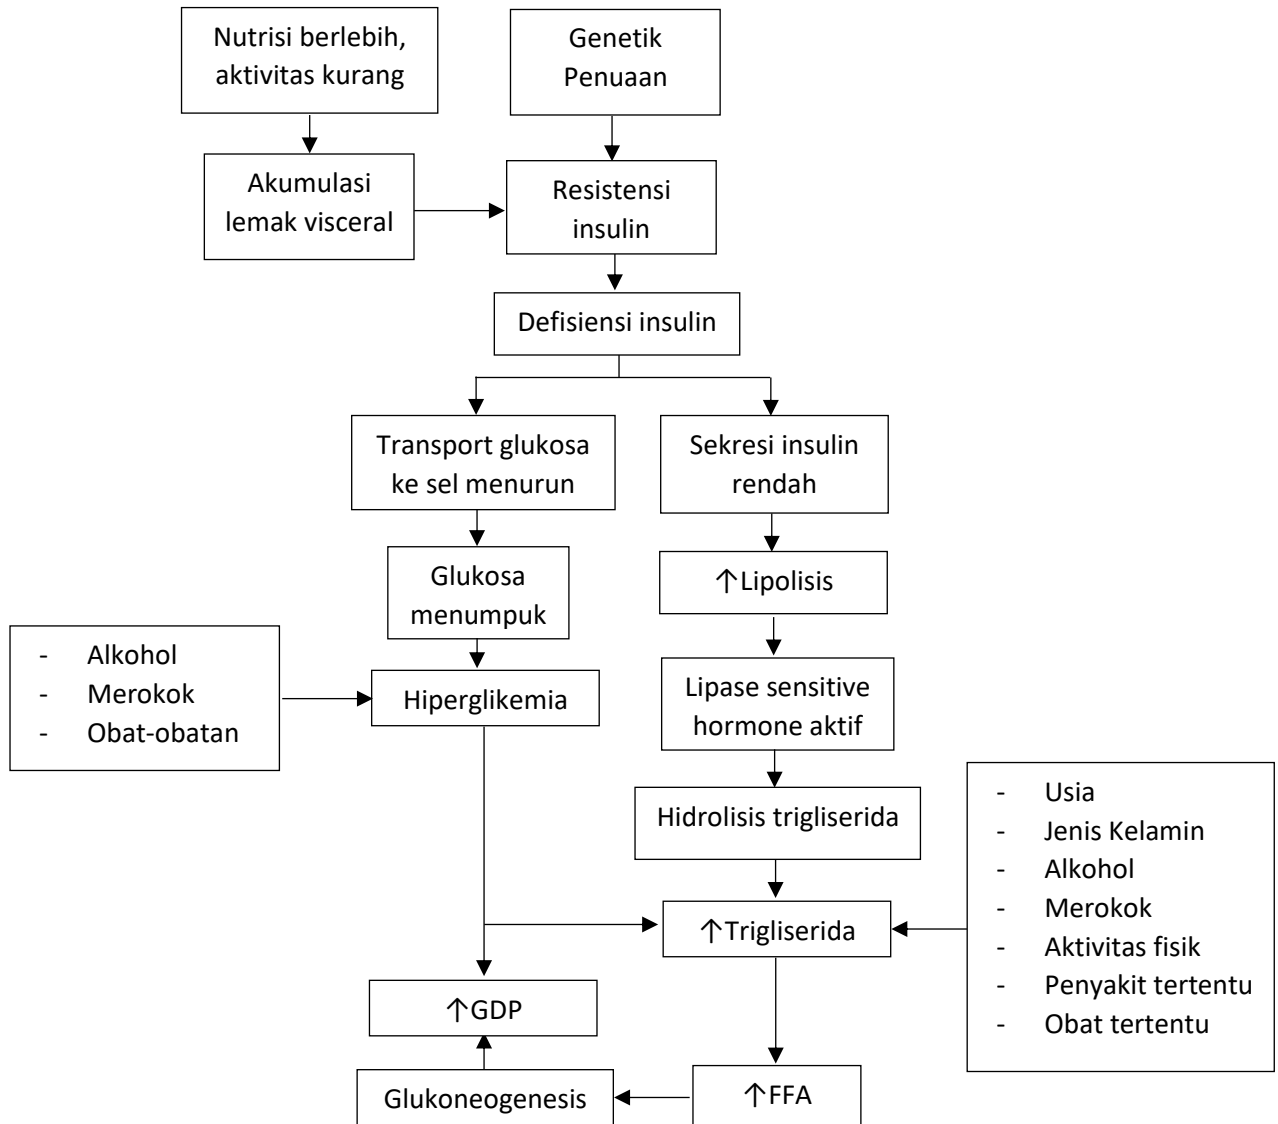 Nutrisi berlebih,
aktivitas kurang
Genetik
Penuaan
Akumulasi
lemak visceral
Resistensi
insulin
Defisiensi insulin
Transport glukosa
ke sel menurun
Sekresi insulin
rendah
Glukosa
menumpuk
↑Lipolisis
- Alkohol
- Merokok
- Obat-obatan
Hiperglikemia
Lipase sensitive
hormone aktif
Hidrolisis trigliserida
- Usia
- Jenis Kelamin
- Alkohol
- Merokok
- Aktivitas fisik
- Penyakit tertentu
- Obat tertentu
↑Trigliserida
↑GDP
Glukoneogenesis
↑FFA